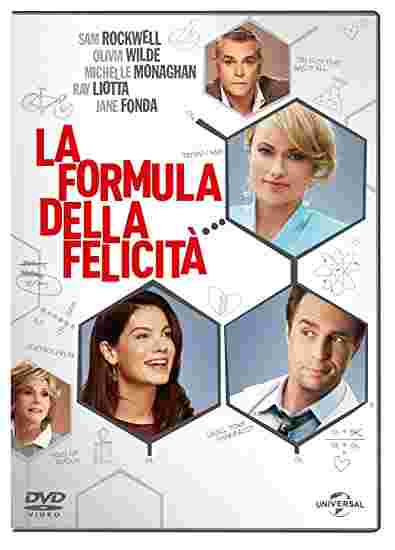 SAM ROCKWELL
OLIVIA WILDE
MICHELLE MONAGHAN
RAY LIOTTA
JANE FONDA
LA
FORMULA
DELLA
FELICITÀ...
DVD
VIDEO
UNIVERSAL